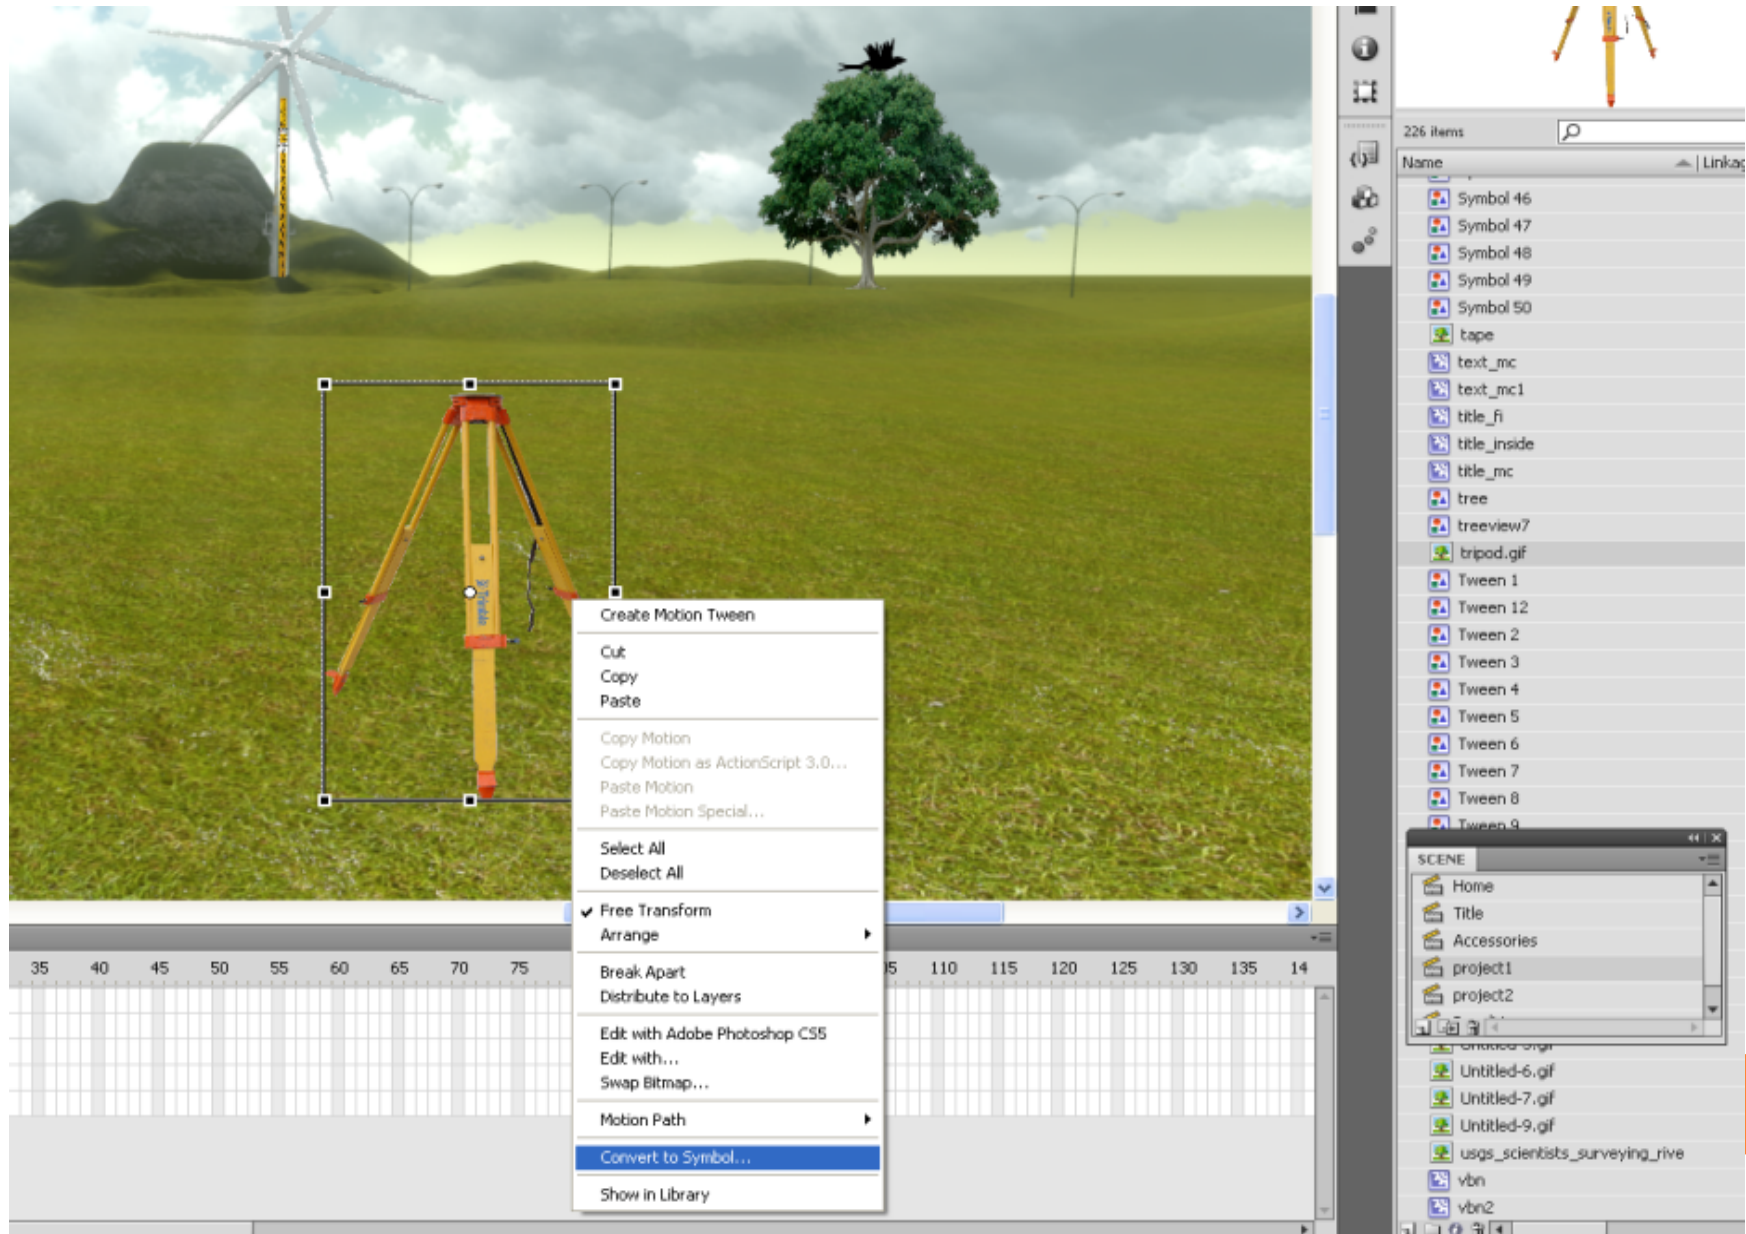 226 items
Name
Linkag
Symbol 46
Symbol 47
Symbol 48
Symbol 49
Symbol 50
tape
text_mc
text_mc1
title_fi
title_inside
title_mc
tree
treeview7
tripod.gif
Tween 1
Tween 12
Tween 2
Tween 3
Tween 4
Tween 5
Tween 6
Tween 7
Tween 8
Tween 9
SCENE
Home
Title
Accessories
project1
project2
Untitled-6.gif
Untitled-7.gif
Untitled-9.gif
usgs_scientists_surveying_rive
vbn
vbn2
Trimble
Create Motion Tween
Cut
Copy
Paste
Copy Motion
Copy Motion as ActionScript 3.0...
Paste Motion
Paste Motion Special...
Select All
Deselect All
Free Transform
Arrange
Break Apart
Distribute to Layers
Edit with Adobe Photoshop CS5
Edit with...
Swap Bitmap...
Motion Path
Convert to Symbol...
Show in Library
35 40 45 50 55 60 65 70 75 110 115 120 125 130 135 14